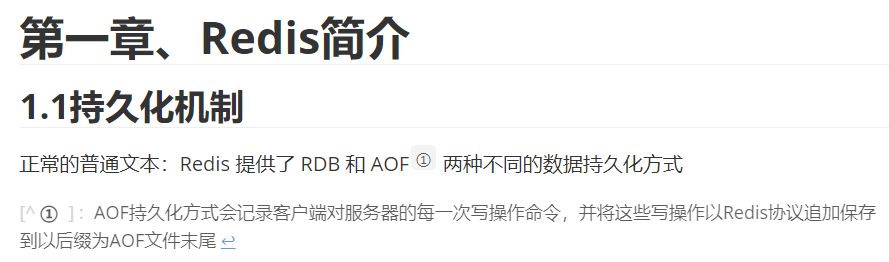 第一章、Redis简介
1.1持久化机制
正常的普通文本：Redis 提供了 RDB 和 AOF ① 两种不同的数据持久化方式
[^ ① ]：AOF持久化方式会记录客户端对服务器的每一次写操作命令，并将这些写操作以Redis协议追加保存
到以后缀为AOF文件末尾 ↩